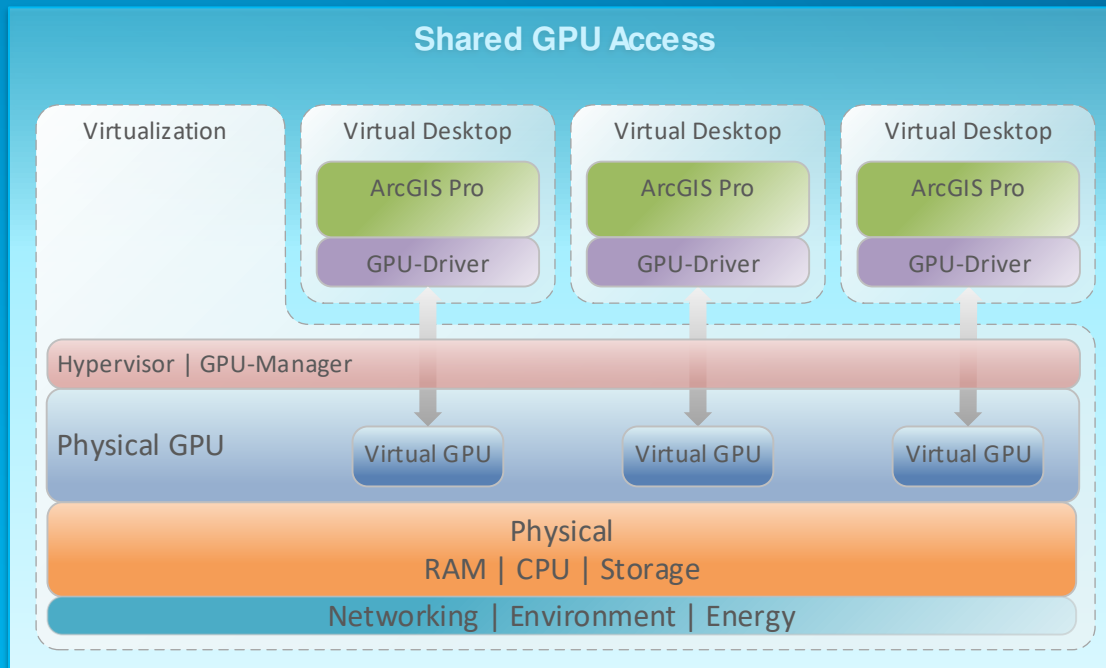 Shared GPU Access
Virtualization
Virtual Desktop
ArcGIS Pro
GPU-Driver
Virtual Desktop
ArcGIS Pro
GPU-Driver
Virtual Desktop
ArcGIS Pro
GPU-Driver
Hypervisor | GPU-Manager
Physical GPU
Virtual GPU
Virtual GPU
Virtual GPU
Physical
RAM | CPU | Storage
Networking | Environment | Energy